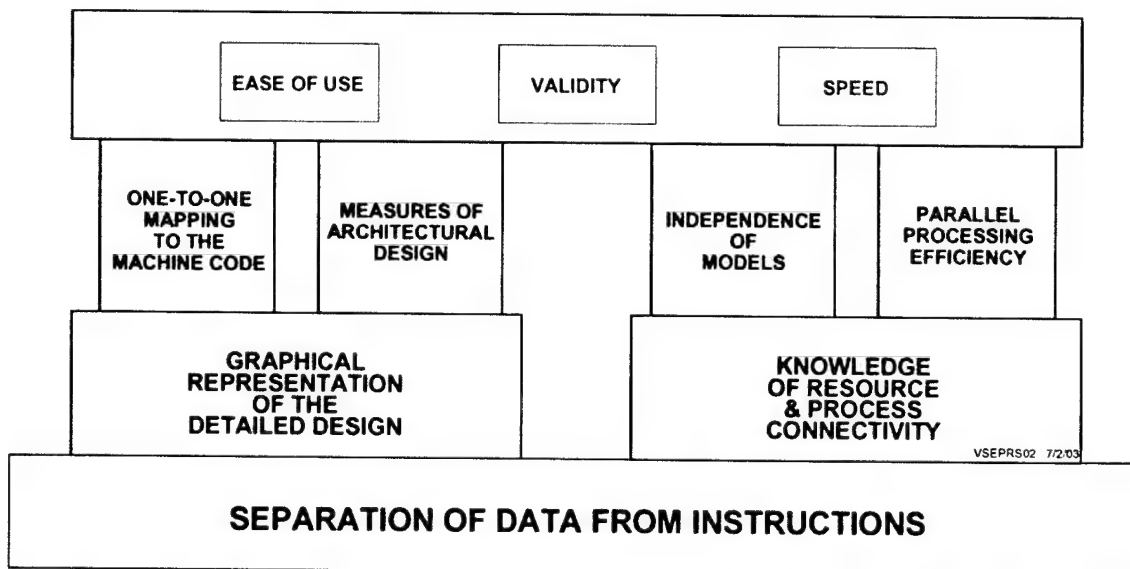 EASE OF USE
VALIDITY
SPEED
ONE-TO-ONE
MAPPING
TO THE
MACHINE CODE
MEASURES OF
ARCHITECTURAL
DESIGN
INDEPENDENCE
OF
MODELS
PARALLEL
PROCESSING
EFFICIENCY
GRAPHICAL
REPRESENTATION
OF THE
DETAILED DESIGN
KNOWLEDGE
OF RESOURCE
& PROCESS
CONNECTIVITY
VSEPRS02 7/2/03
SEPARATION OF DATA FROM INSTRUCTIONS